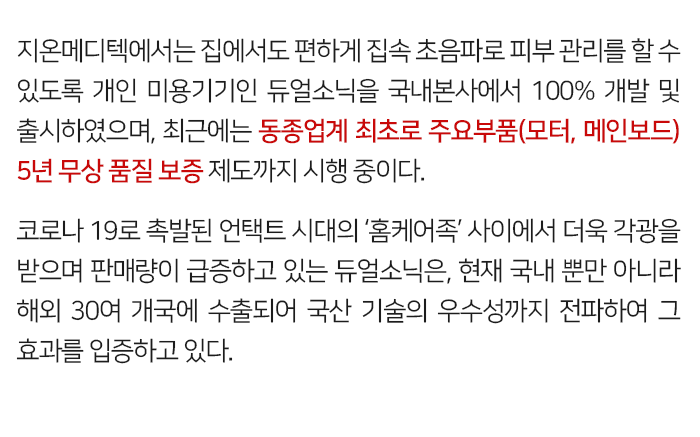 지온메디텍에서는 집에서도 편하게 집속 초음파로 피부 관리를 할 수
있도록 개인 미용기기인 듀얼소닉을 국내본사에서 100% 개발 및
출시하였으며, 최근에는 동종업계 최초로 주요부품(모터, 메인보드)
5년 무상 품질 보증 제도까지 시행 중이다.
코로나 19로 촉발된 언택트 시대의 ‘홈케어족’ 사이에서 더욱 각광을
받으며 판매량이 급증하고 있는 듀얼소닉은, 현재 국내 뿐만 아니라
해외 30여 개국에 수출되어 국산 기술의 우수성까지 전파하여 그
효과를 입증하고 있다.